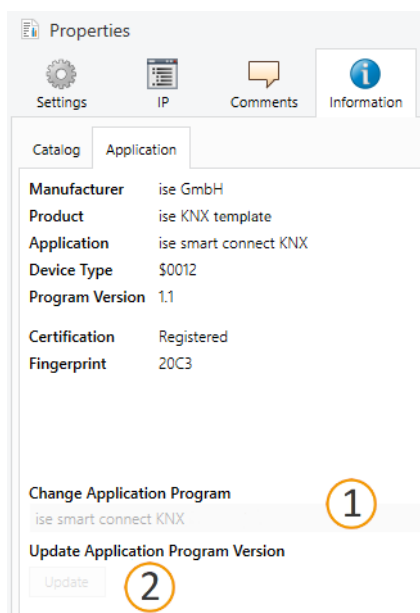 Properties
Settings IP Comments Information
Catalog Application
Manufacturer ise GmbH
Product ise KNX template
Application ise smart connect KNX
Device Type $0012
Program Version 1.1
Certification Registered
Fingerprint 20C3
Change Application Program
1
ise smart connect KNX
Update Application Program Version
Update
2